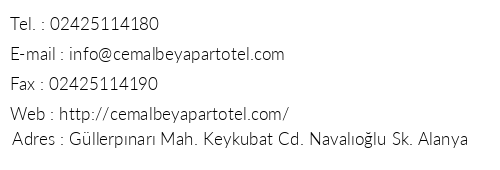 Tel. : 02425114180
E-mail : info@cemalbeyapartotel.com
Fax : 02425114190
Web : http://cemalbeyapartotel.com/
Adres : Güllerpınarı Mah. Keykubat Cd. Navalıoğlu Sk. Alanya